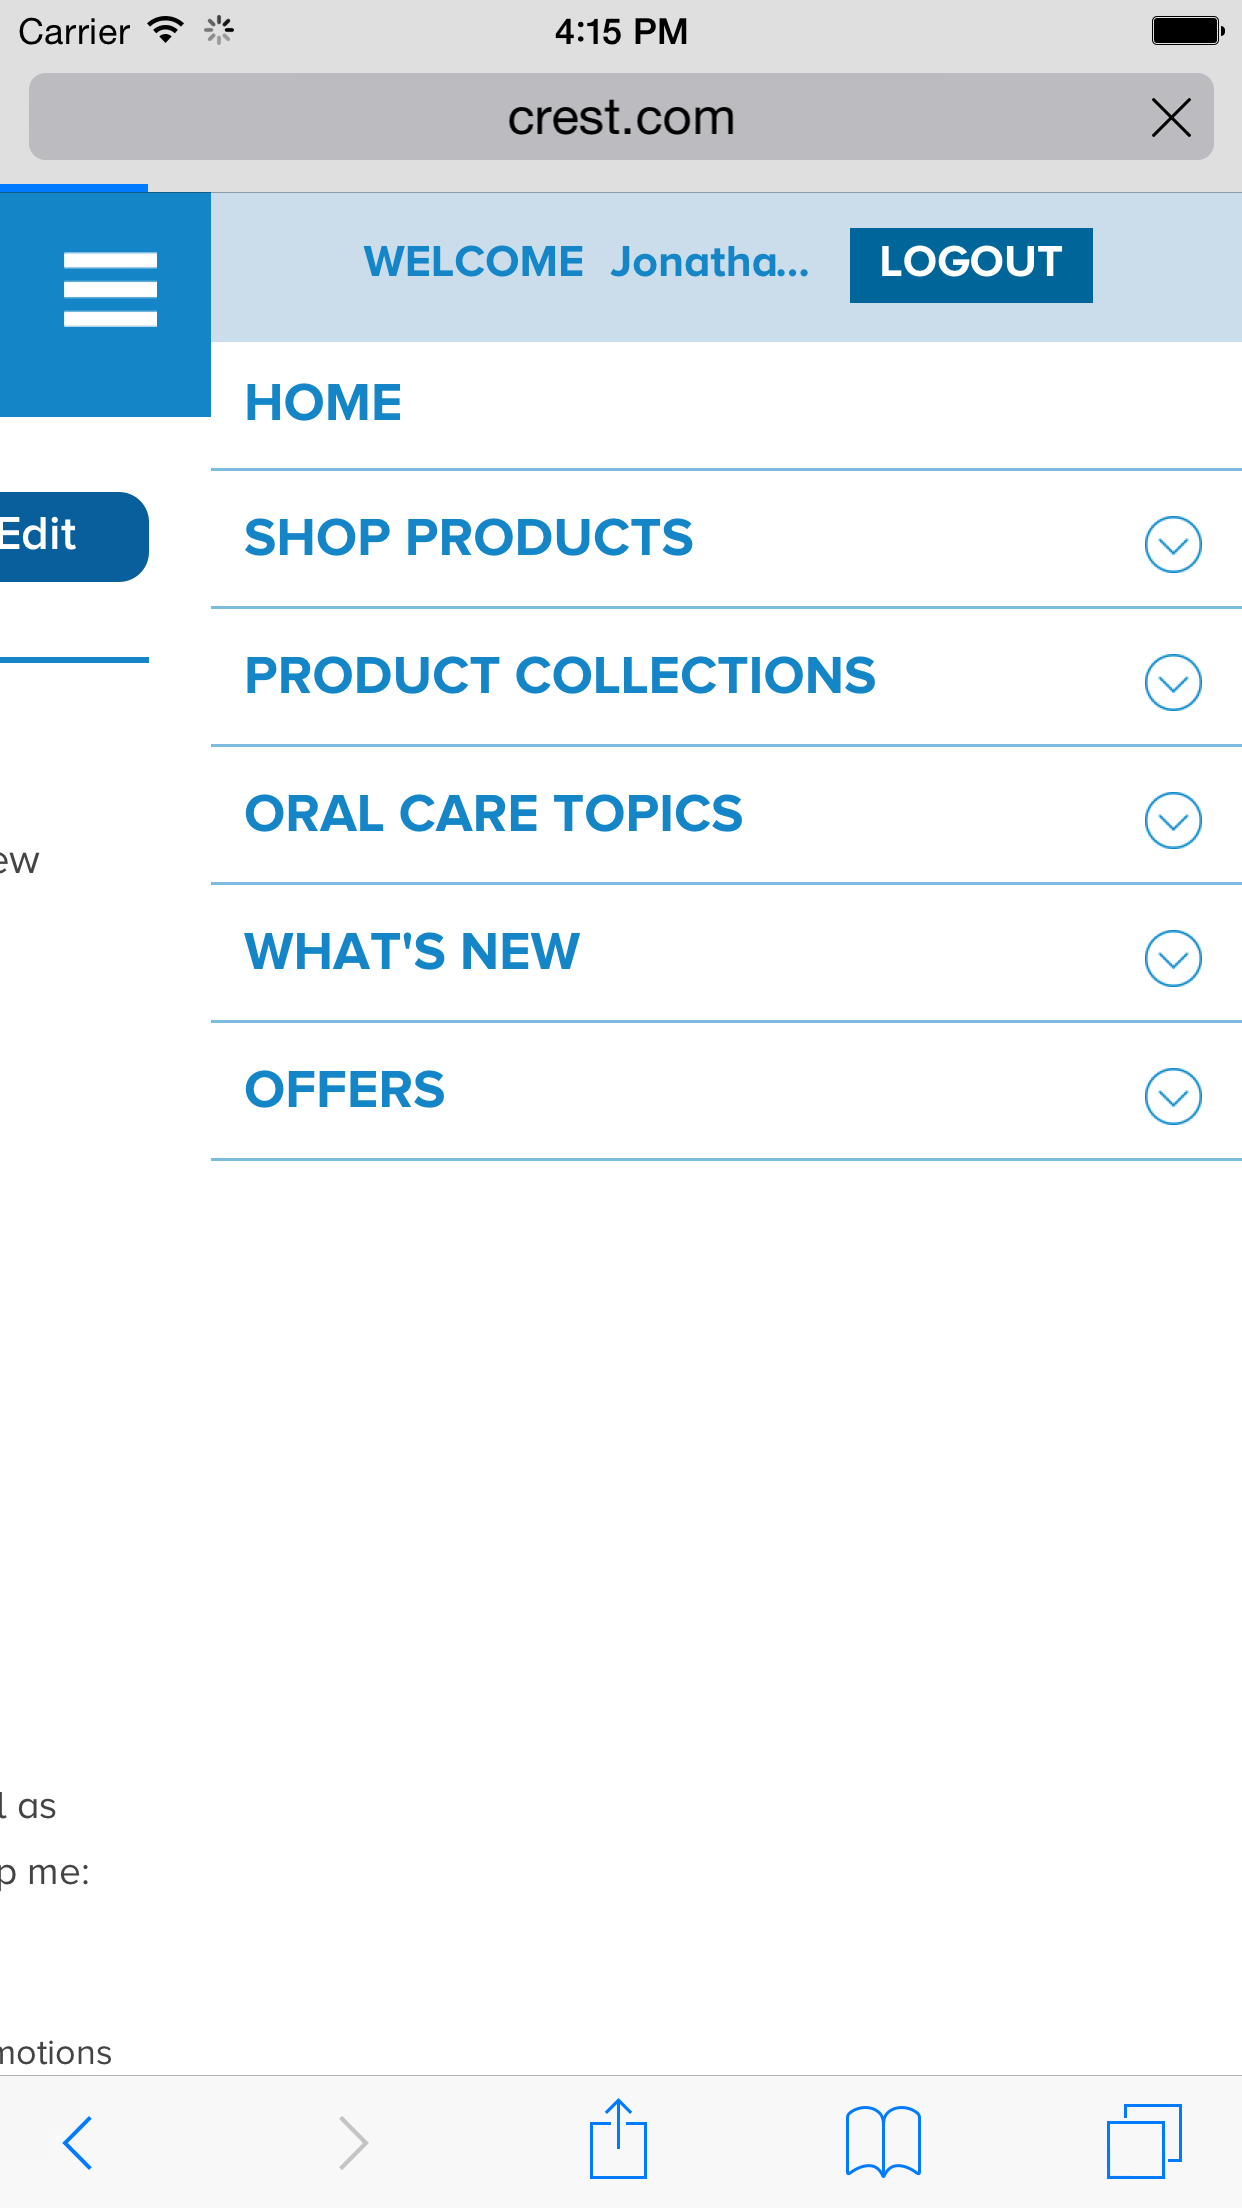 Carrier 4:15 PM
crest.com
WELCOME Jonatha... LOGOUT
HOME
Edit
SHOP PRODUCTS
PRODUCT COLLECTIONS
ORAL CARE TOPICS
ew
WHAT'S NEW
OFFERS
l as
p me:
motions